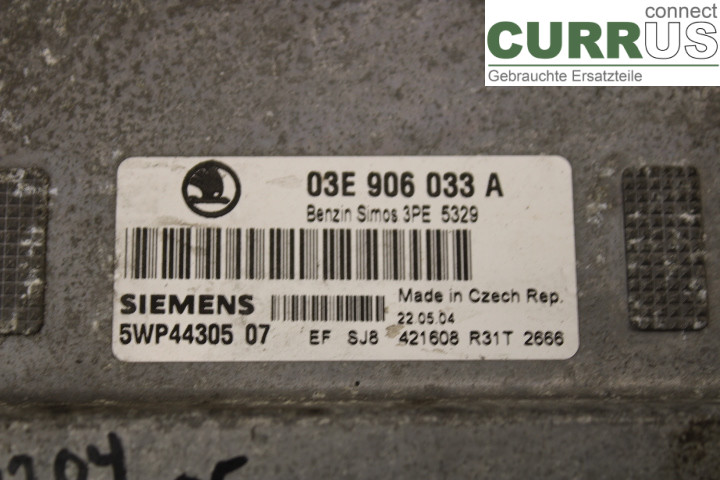 connect
CURRUS
Gebrauchte Ersatzteile
03E 906 033 A
Benzin Simos 3PE 5329
SIEMENS
Made in Czech Rep.
22.05.04
5WP44305 07
EF SJ8 421608 R31T 2666